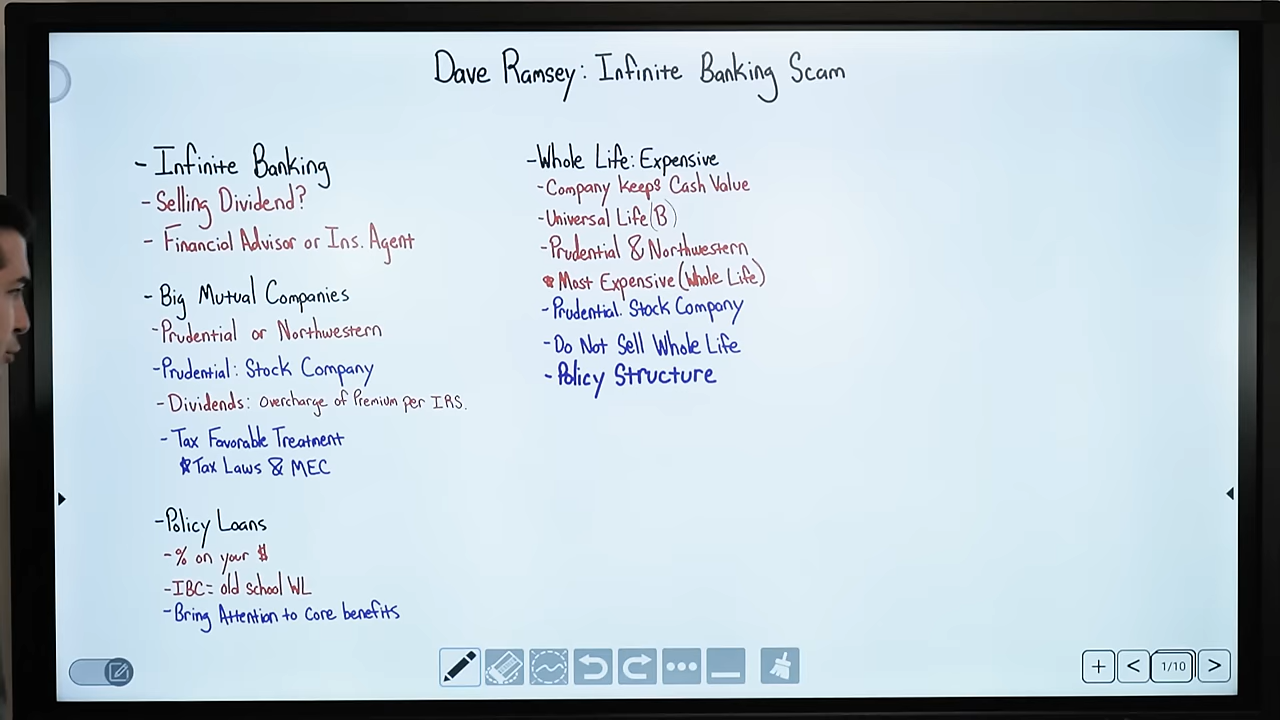 Dave Ramsey: Infinite Banking Scam
- Infinite Banking
- Selling Dividend?
- Financial Advisor or Ins. Agent
- Big Mutual Companies
- Prudential or Northwestern
- Prudential: Stock Company
- Dividends: Overcharge of Premium per IRS.
- Tax Favorable Treatment
* Tax Laws & MEC
- Policy Loans
- % on your $
- IBC= old school WL
- Bring Attention to core benefits
- Whole Life: Expensive
- Company Keeps Cash Value
- Universal Life (B)
- Prudential & Northwestern
* Most Expensive (Whole Life)
- Prudential. Stock Company
- Do Not Sell Whole Life
- Policy Structure
+ < 1/10 >